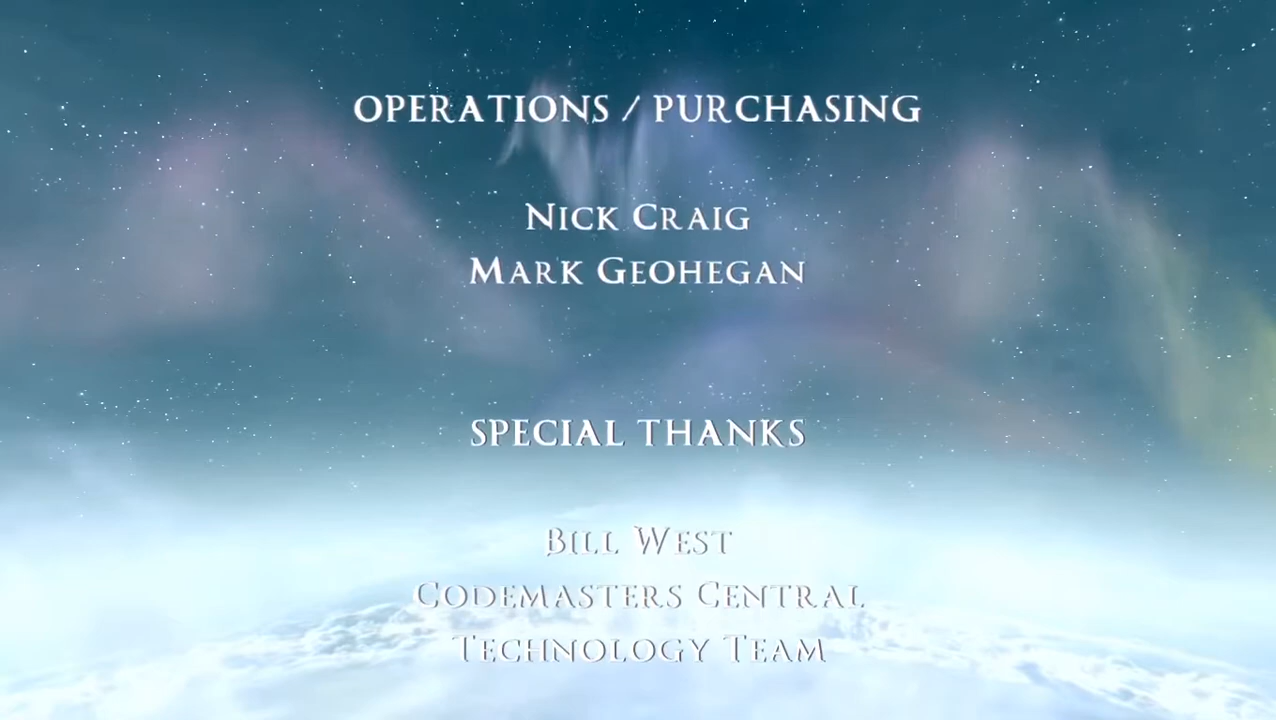 OPERATIONS / PURCHASING
NICK CRAIG
MARK GEOHEGAN
SPECIAL THANKS
BILL WEST
CODEMASTERS CENTRAL
TECHNOLOGY TEAM